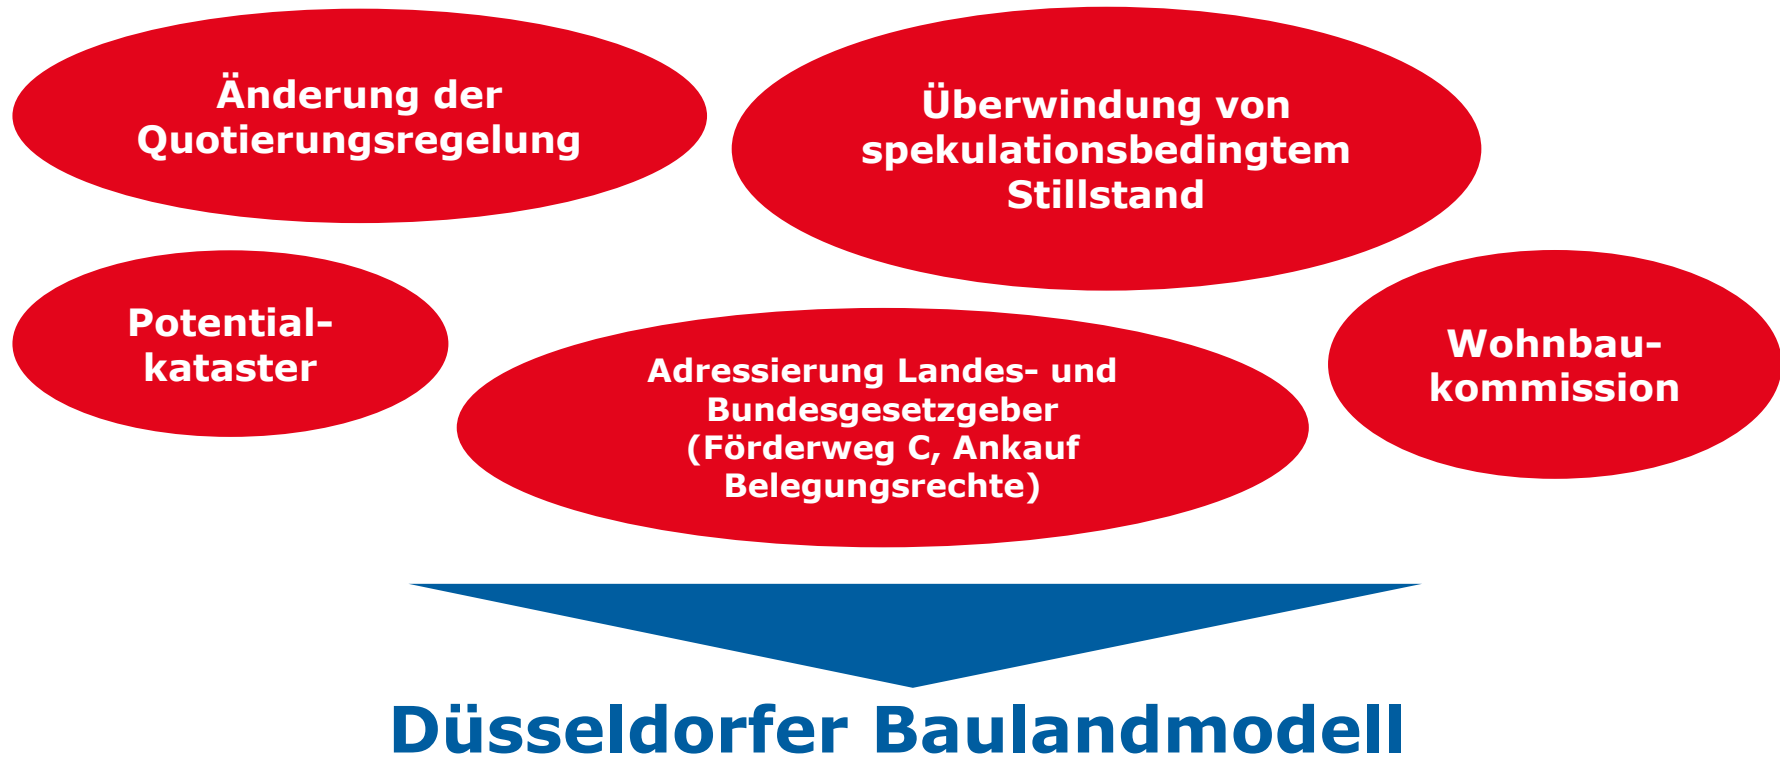 Änderung der
Quotierungsregelung
Überwindung von
spekulationsbedingtem
Stillstand
Potential-
kataster
Adressierung Landes- und
Bundesgesetzgeber
(Förderweg C, Ankauf
Belegungsrechte)
Wohnbau-
kommission
Düsseldorfer Baulandmodell